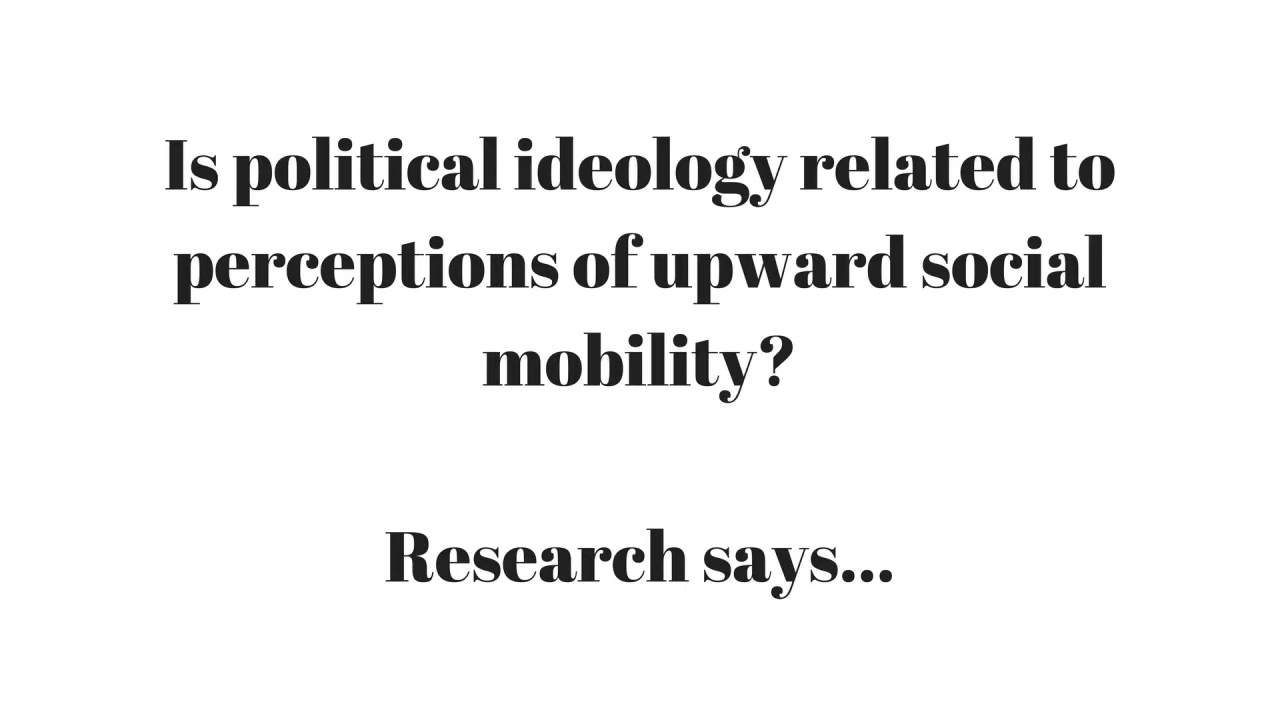 Is political ideology related to
perceptions of upward social
mobility?
Research says...